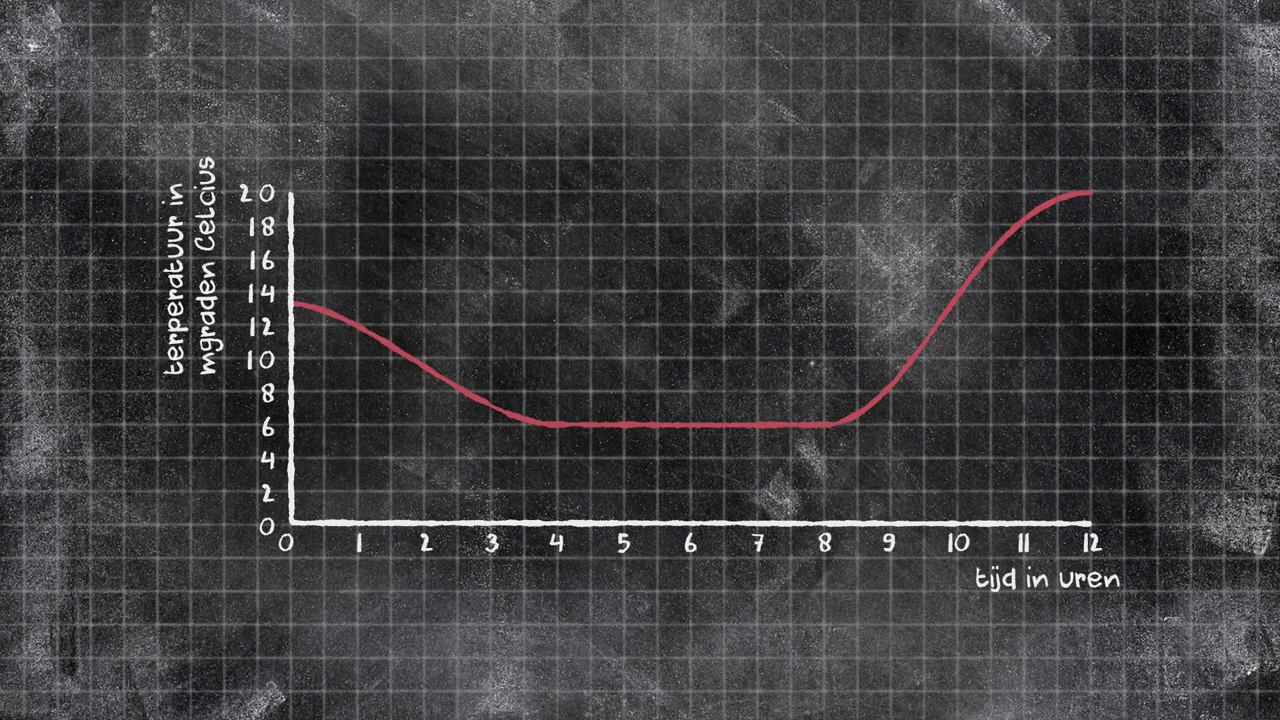 terperatuur in
mgraden Celcius
20
18
16
14
12
10
8
6
4
2
0
0 1 2 3 4 5 6 7 8 9 10 11 12
tijd in uren